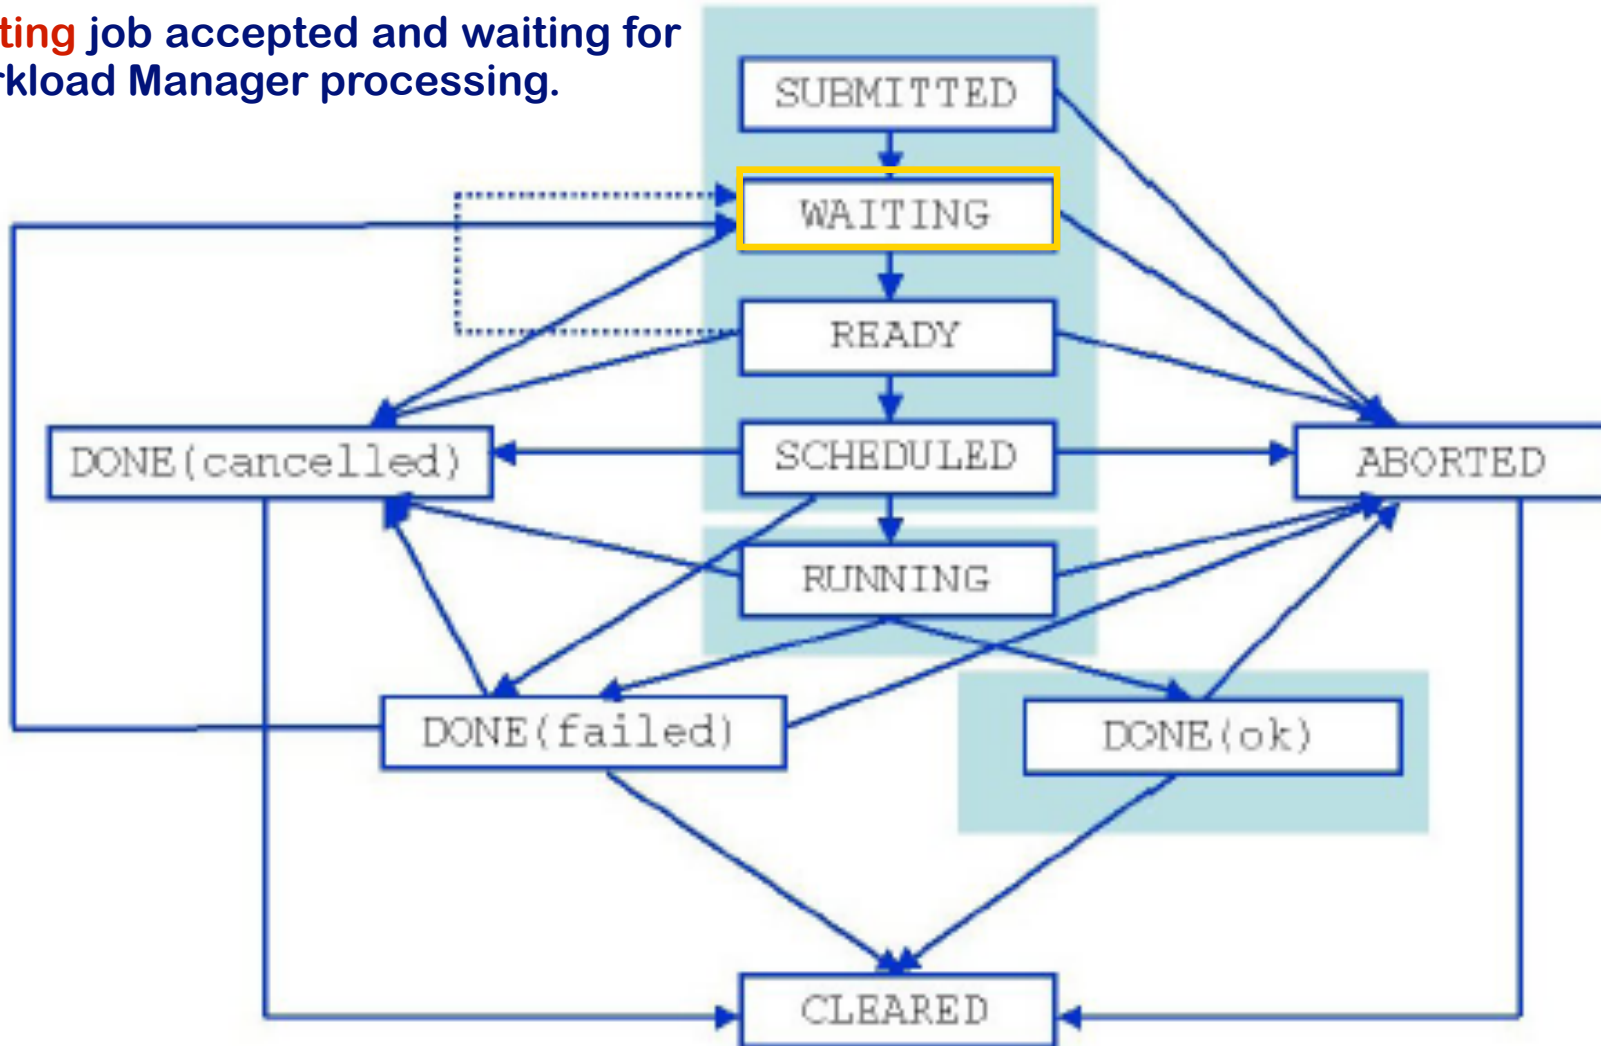 ting job accepted and waiting for
rkload Manager processing.
SUBMITTED
WAITING
READY
SCHEDULED
DONE(cancelled)
ABORTED
RUNNING
DONE(failed)
DONE(ok)
CLEARED